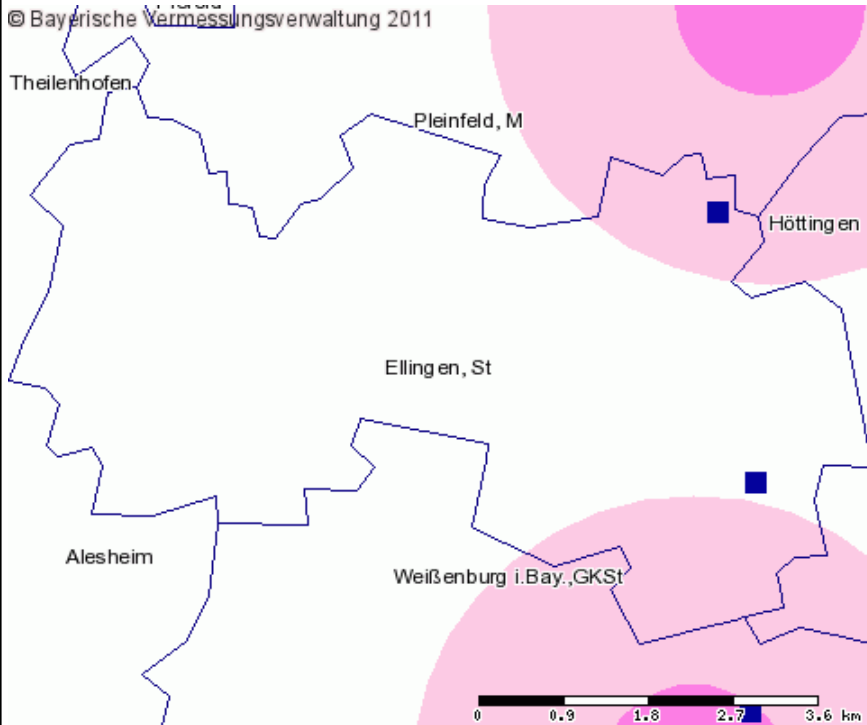 © Bayerische Vermessungsverwaltung 2011
Theilenhofen
Pleinfeld, M
Höttingen
Ellingen, St
Alesheim
Weißenburg i.Bay.,GKSt
0 0.9 1.8 2.7 3.6 km